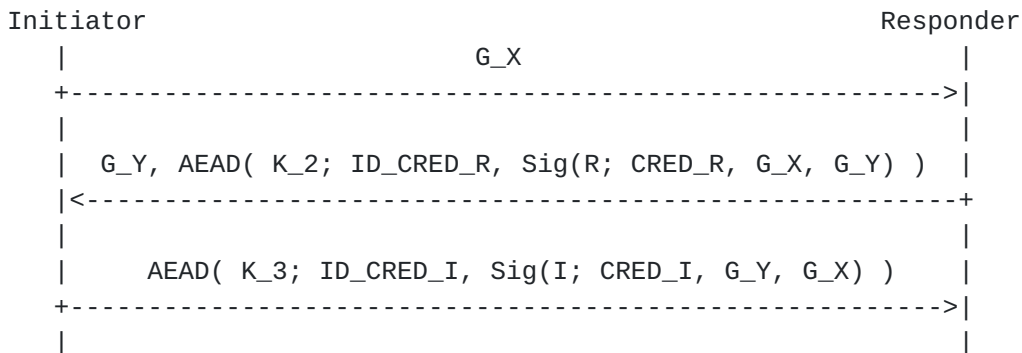 Initiator Responder
G_X
G_Y, AEAD( K_2; ID_CRED_R, Sig(R; CRED_R, G_X, G_Y) )
AEAD( K_3; ID_CRED_I, Sig(I; CRED_I, G_Y, G_X) )